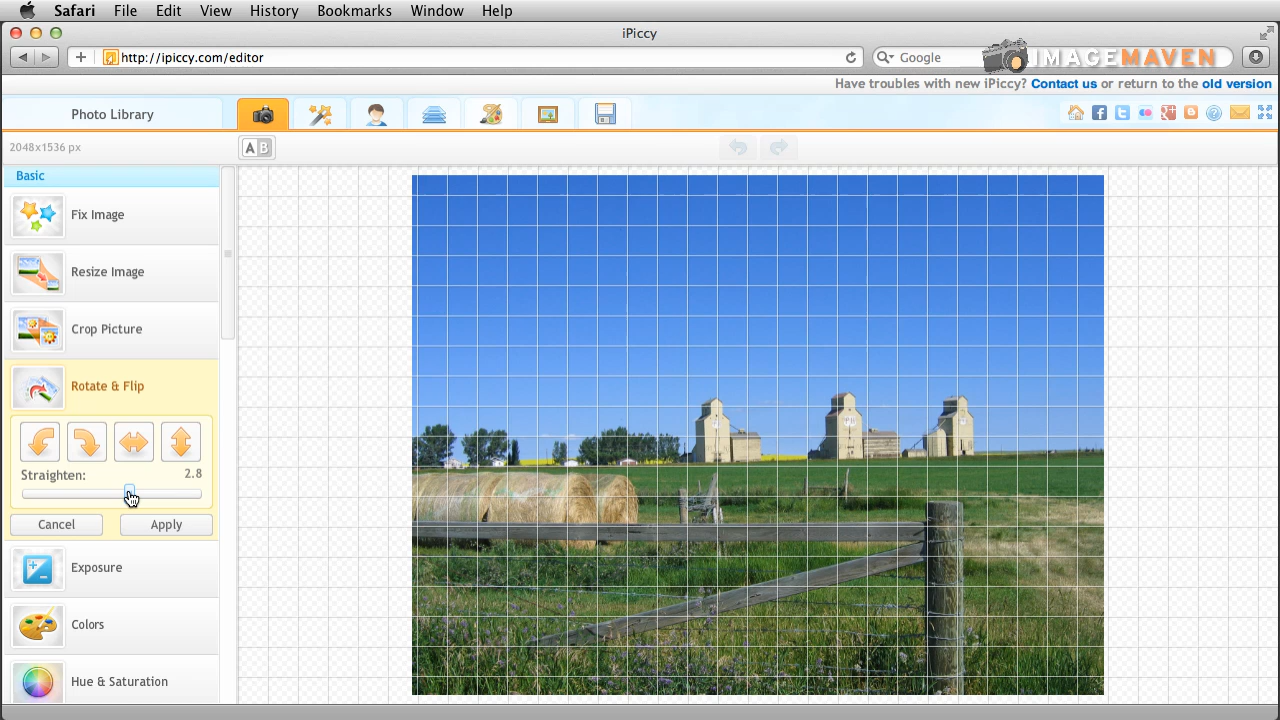 Safari File Edit View History Bookmarks Window Help
iPiccy
http://ipiccy.com/editor
Google
IMAGEMAVEN
Have troubles with new iPiccy? Contact us or return to the old version
Photo Library
2048x1536 px
A B
Basic
Fix Image
Resize Image
Crop Picture
Rotate & Flip
Straighten: 2.8
Cancel Apply
Exposure
Colors
Hue & Saturation